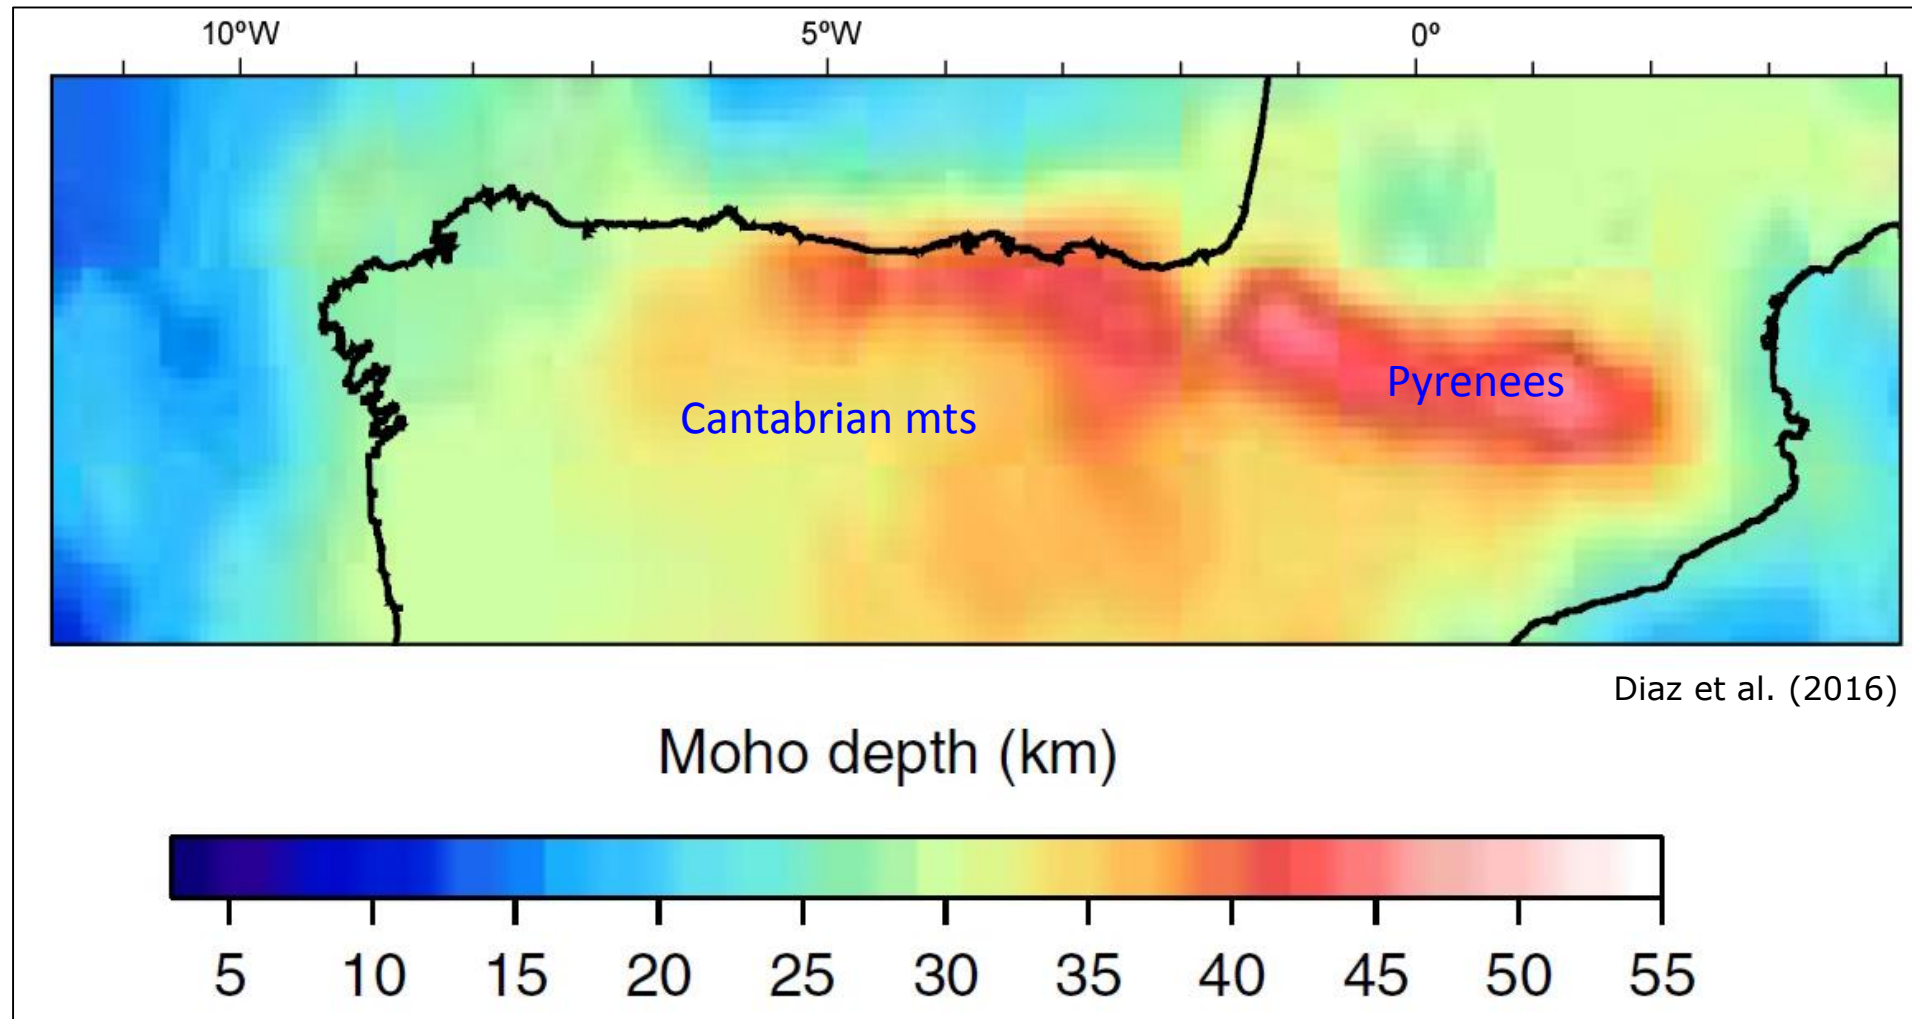 10ºW 5ºW 0º
Cantabrian mts
Pyrenees
Diaz et al. (2016)
Moho depth (km)
5 10 15 20 25 30 35 40 45 50 55